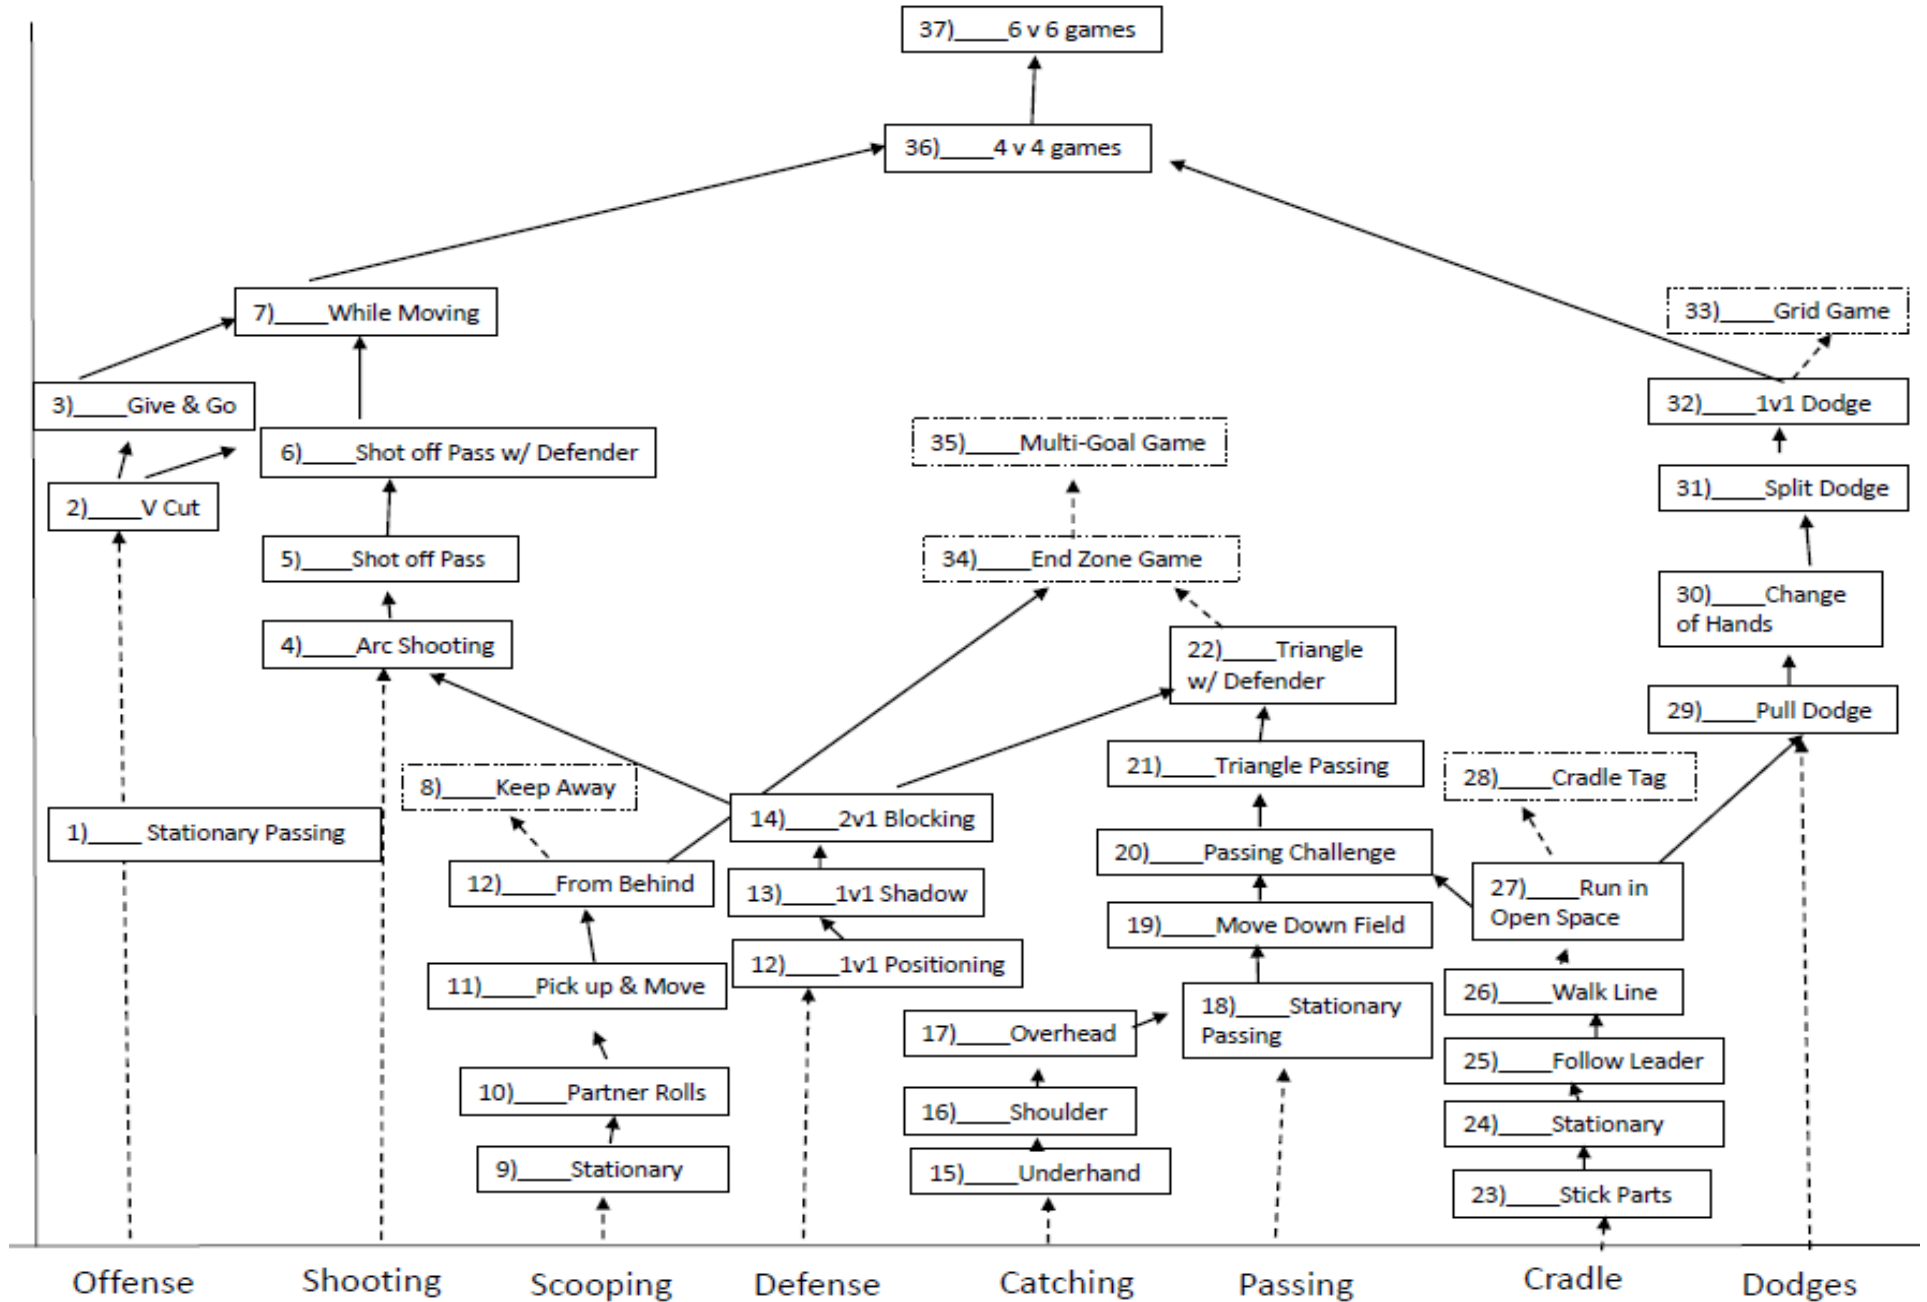 37)____6 v 6 games
36)____4 v 4 games
7)____While Moving
33)____Grid Game
3)____Give & Go
32)____1v1 Dodge
6)____Shot off Pass w/ Defender
35)____Multi-Goal Game
2)____V Cut
31)____Split Dodge
5)____Shot off Pass
34)____End Zone Game
30)____Change
of Hands
4)____Arc Shooting
22)____Triangle
w/ Defender
29)____Pull Dodge
21)____Triangle Passing
28)____Cradle Tag
8)____Keep Away
14)____2v1 Blocking
1)____ Stationary Passing
20)____Passing Challenge
12)____From Behind
13)____1v1 Shadow
27)____Run in
Open Space
19)____Move Down Field
12)____1v1 Positioning
11)____Pick up & Move
26)____Walk Line
18)____Stationary
Passing
17)____Overhead
25)____Follow Leader
10)____Partner Rolls
16)____Shoulder
24)____Stationary
9)____Stationary
15)____Underhand
23)____Stick Parts
Offense
Shooting
Scooping
Defense
Catching
Passing
Cradle
Dodges